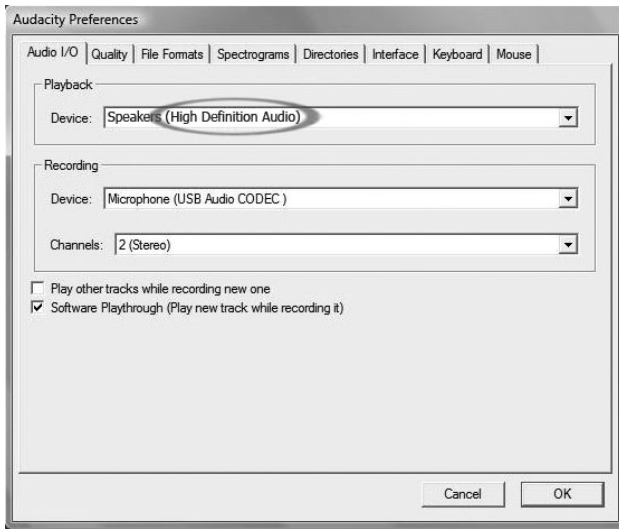 Audacity Preferences
Audio I/O Quality File Formats Spectrograms Directories Interface Keyboard Mouse
Playback
Device: Speakers (High Definition Audio)
Recording
Device: Microphone (USB Audio CODEC )
Channels: 2 (Stereo)
Play other tracks while recording new one
Software Playthrough (Play new track while recording it)
Cancel OK